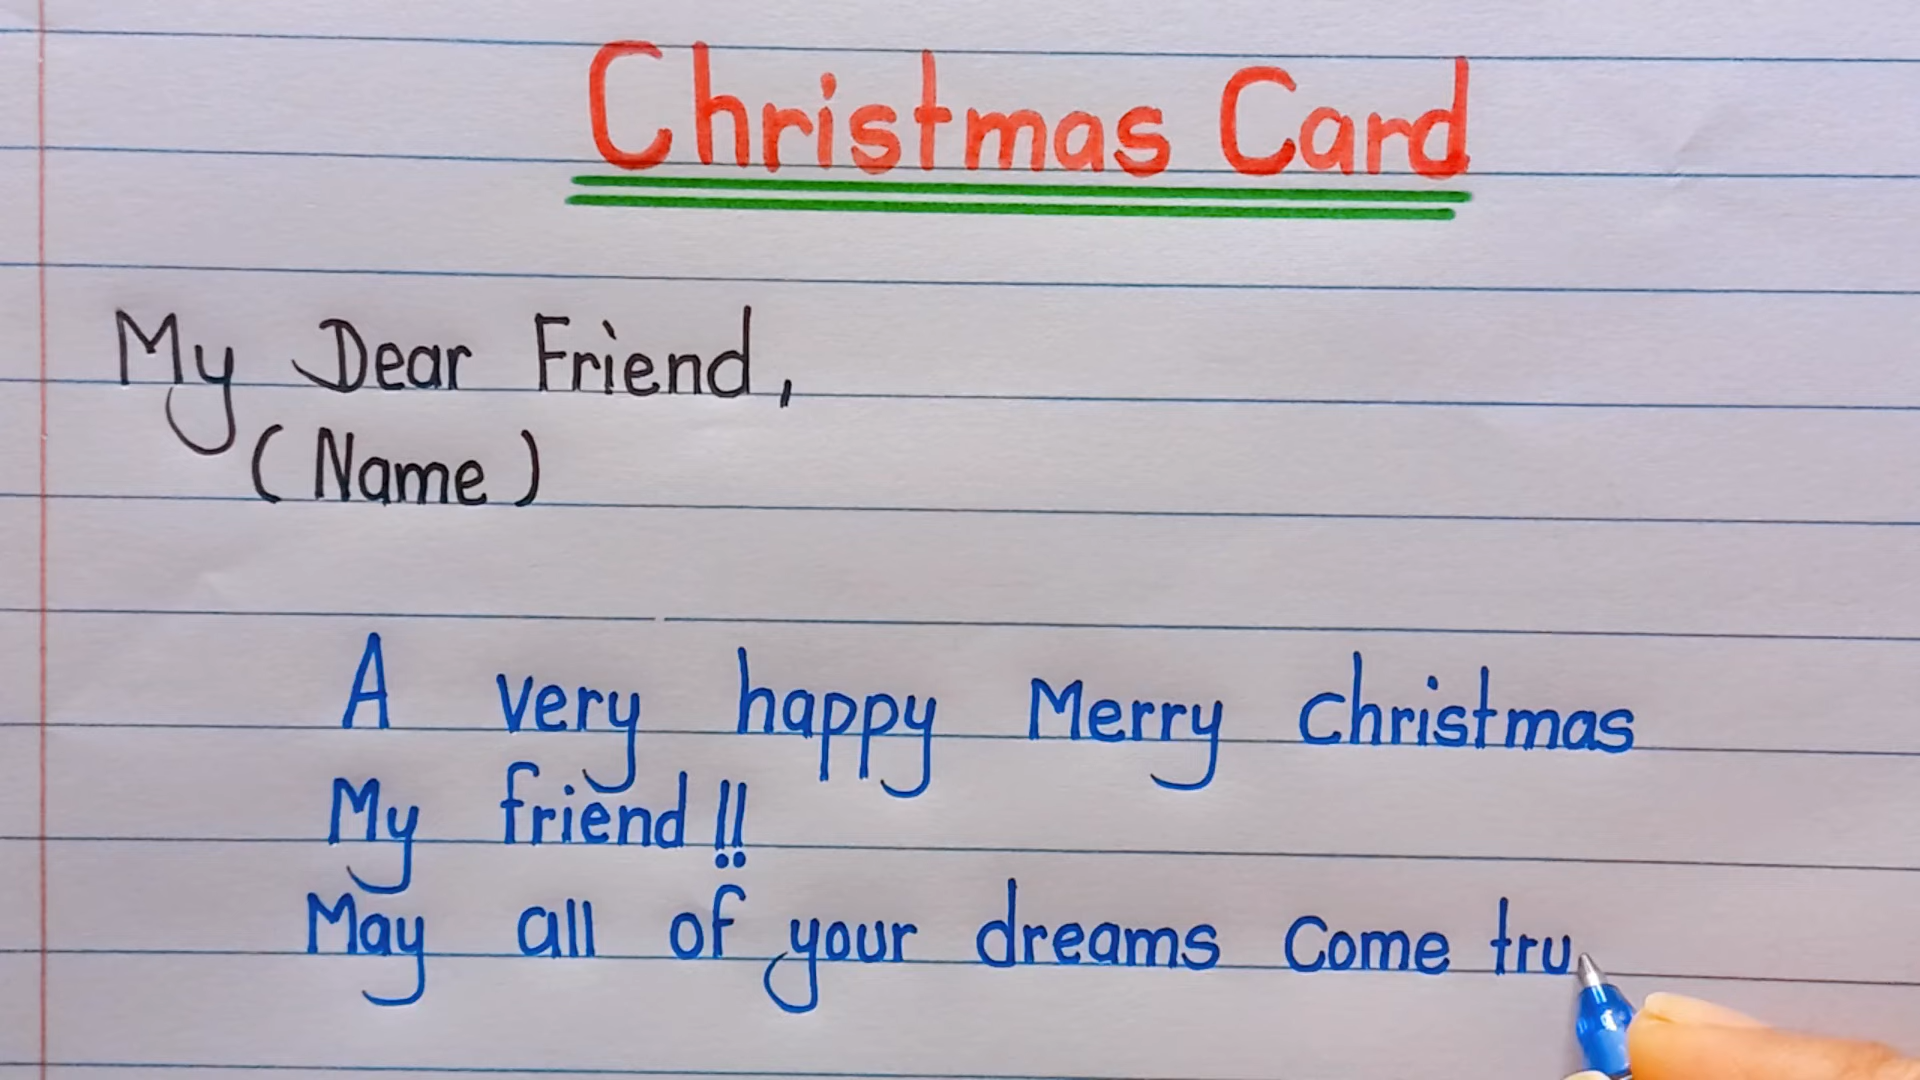 Christmas Card
My Dear Friend,
(Name)
A very happy Merry christmas
My friend!!
May all of your dreams come tru